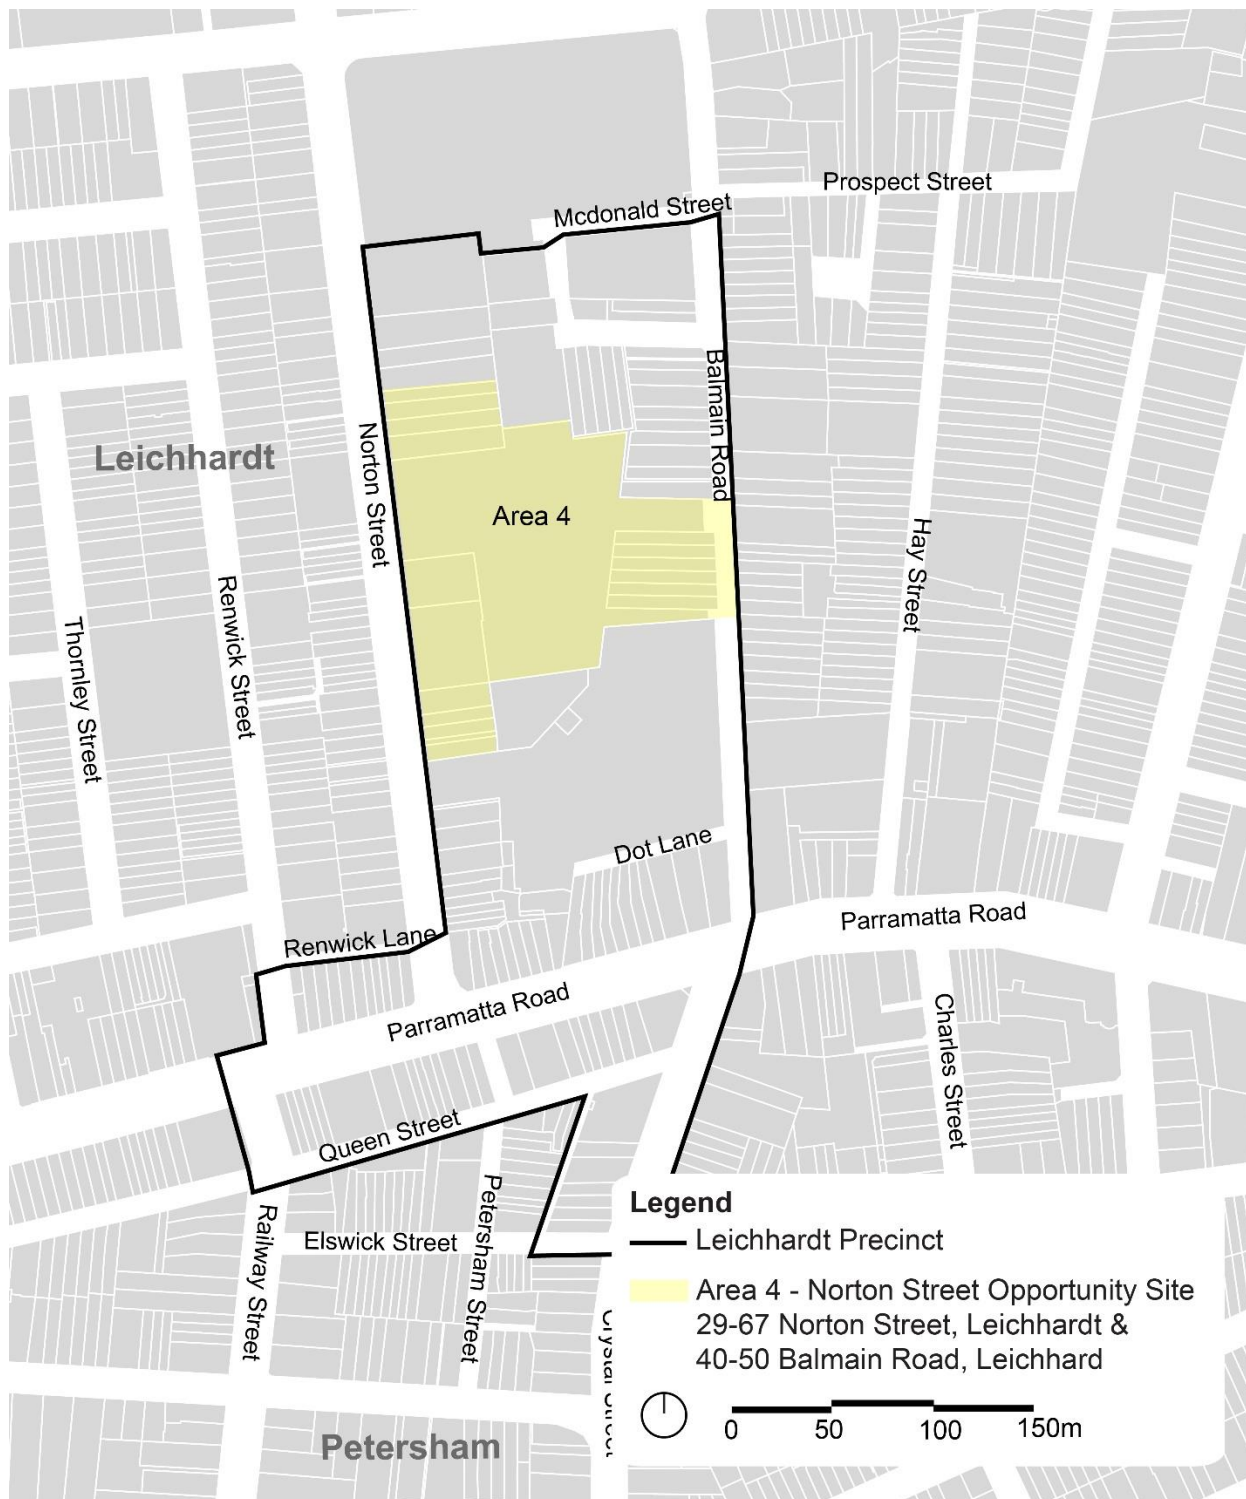 Prospect Street
Mcdonald Street
Balmain Road
Norton Street
Leichhardt
Area 4
Hay Street
Renwick Street
Thornley Street
Dot Lane
Parramatta Road
Renwick Lane
Parramatta Road
Charles Street
Queen Street
Petersham Street
Elswick Street
Railway Street
Crystal Street
Petersham
Legend
Leichhardt Precinct
Area 4 - Norton Street Opportunity Site
29-67 Norton Street, Leichhardt &
40-50 Balmain Road, Leichhard
0 50 100 150m